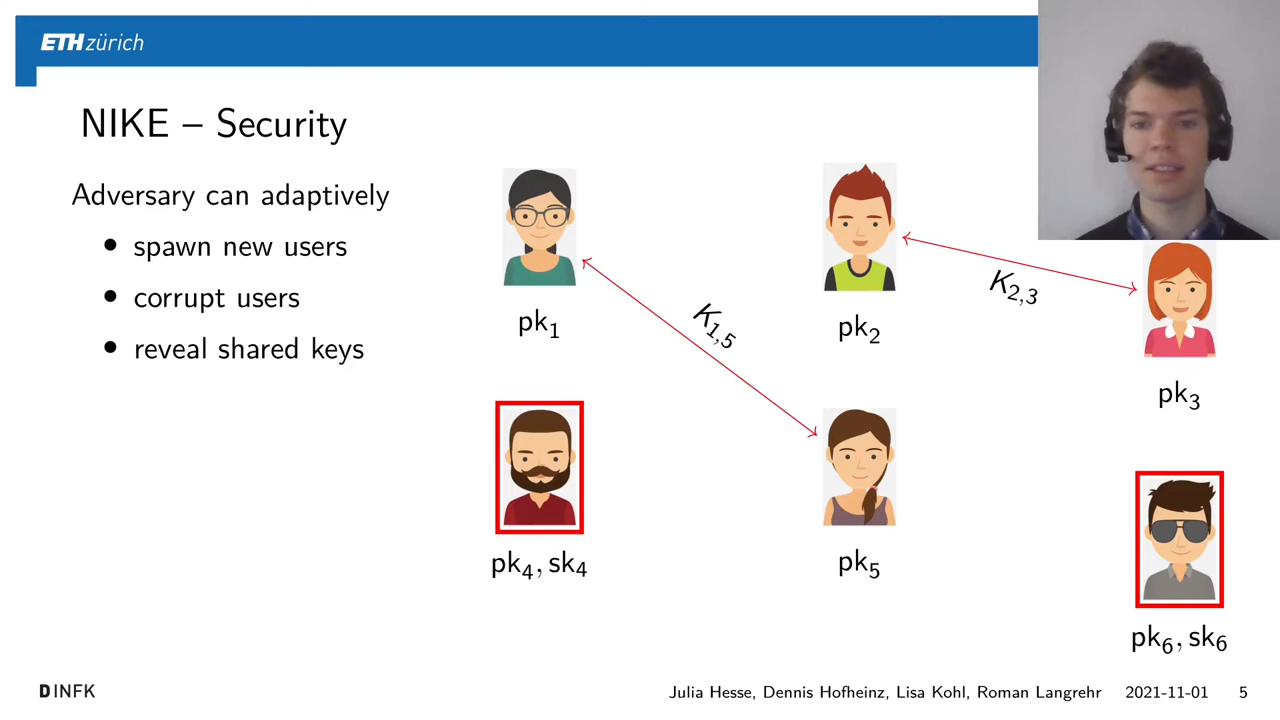 ETH zürich
NIKE – Security
Adversary can adaptively
• spawn new users
• corrupt users
• reveal shared keys
pk₁
K₁,₅
pk₂
K₂,₃
pk₃
pk₄, sk₄
pk₅
pk₆, sk₆
D INFK
Julia Hesse, Dennis Hofheinz, Lisa Kohl, Roman Langrehr 2021-11-01 5